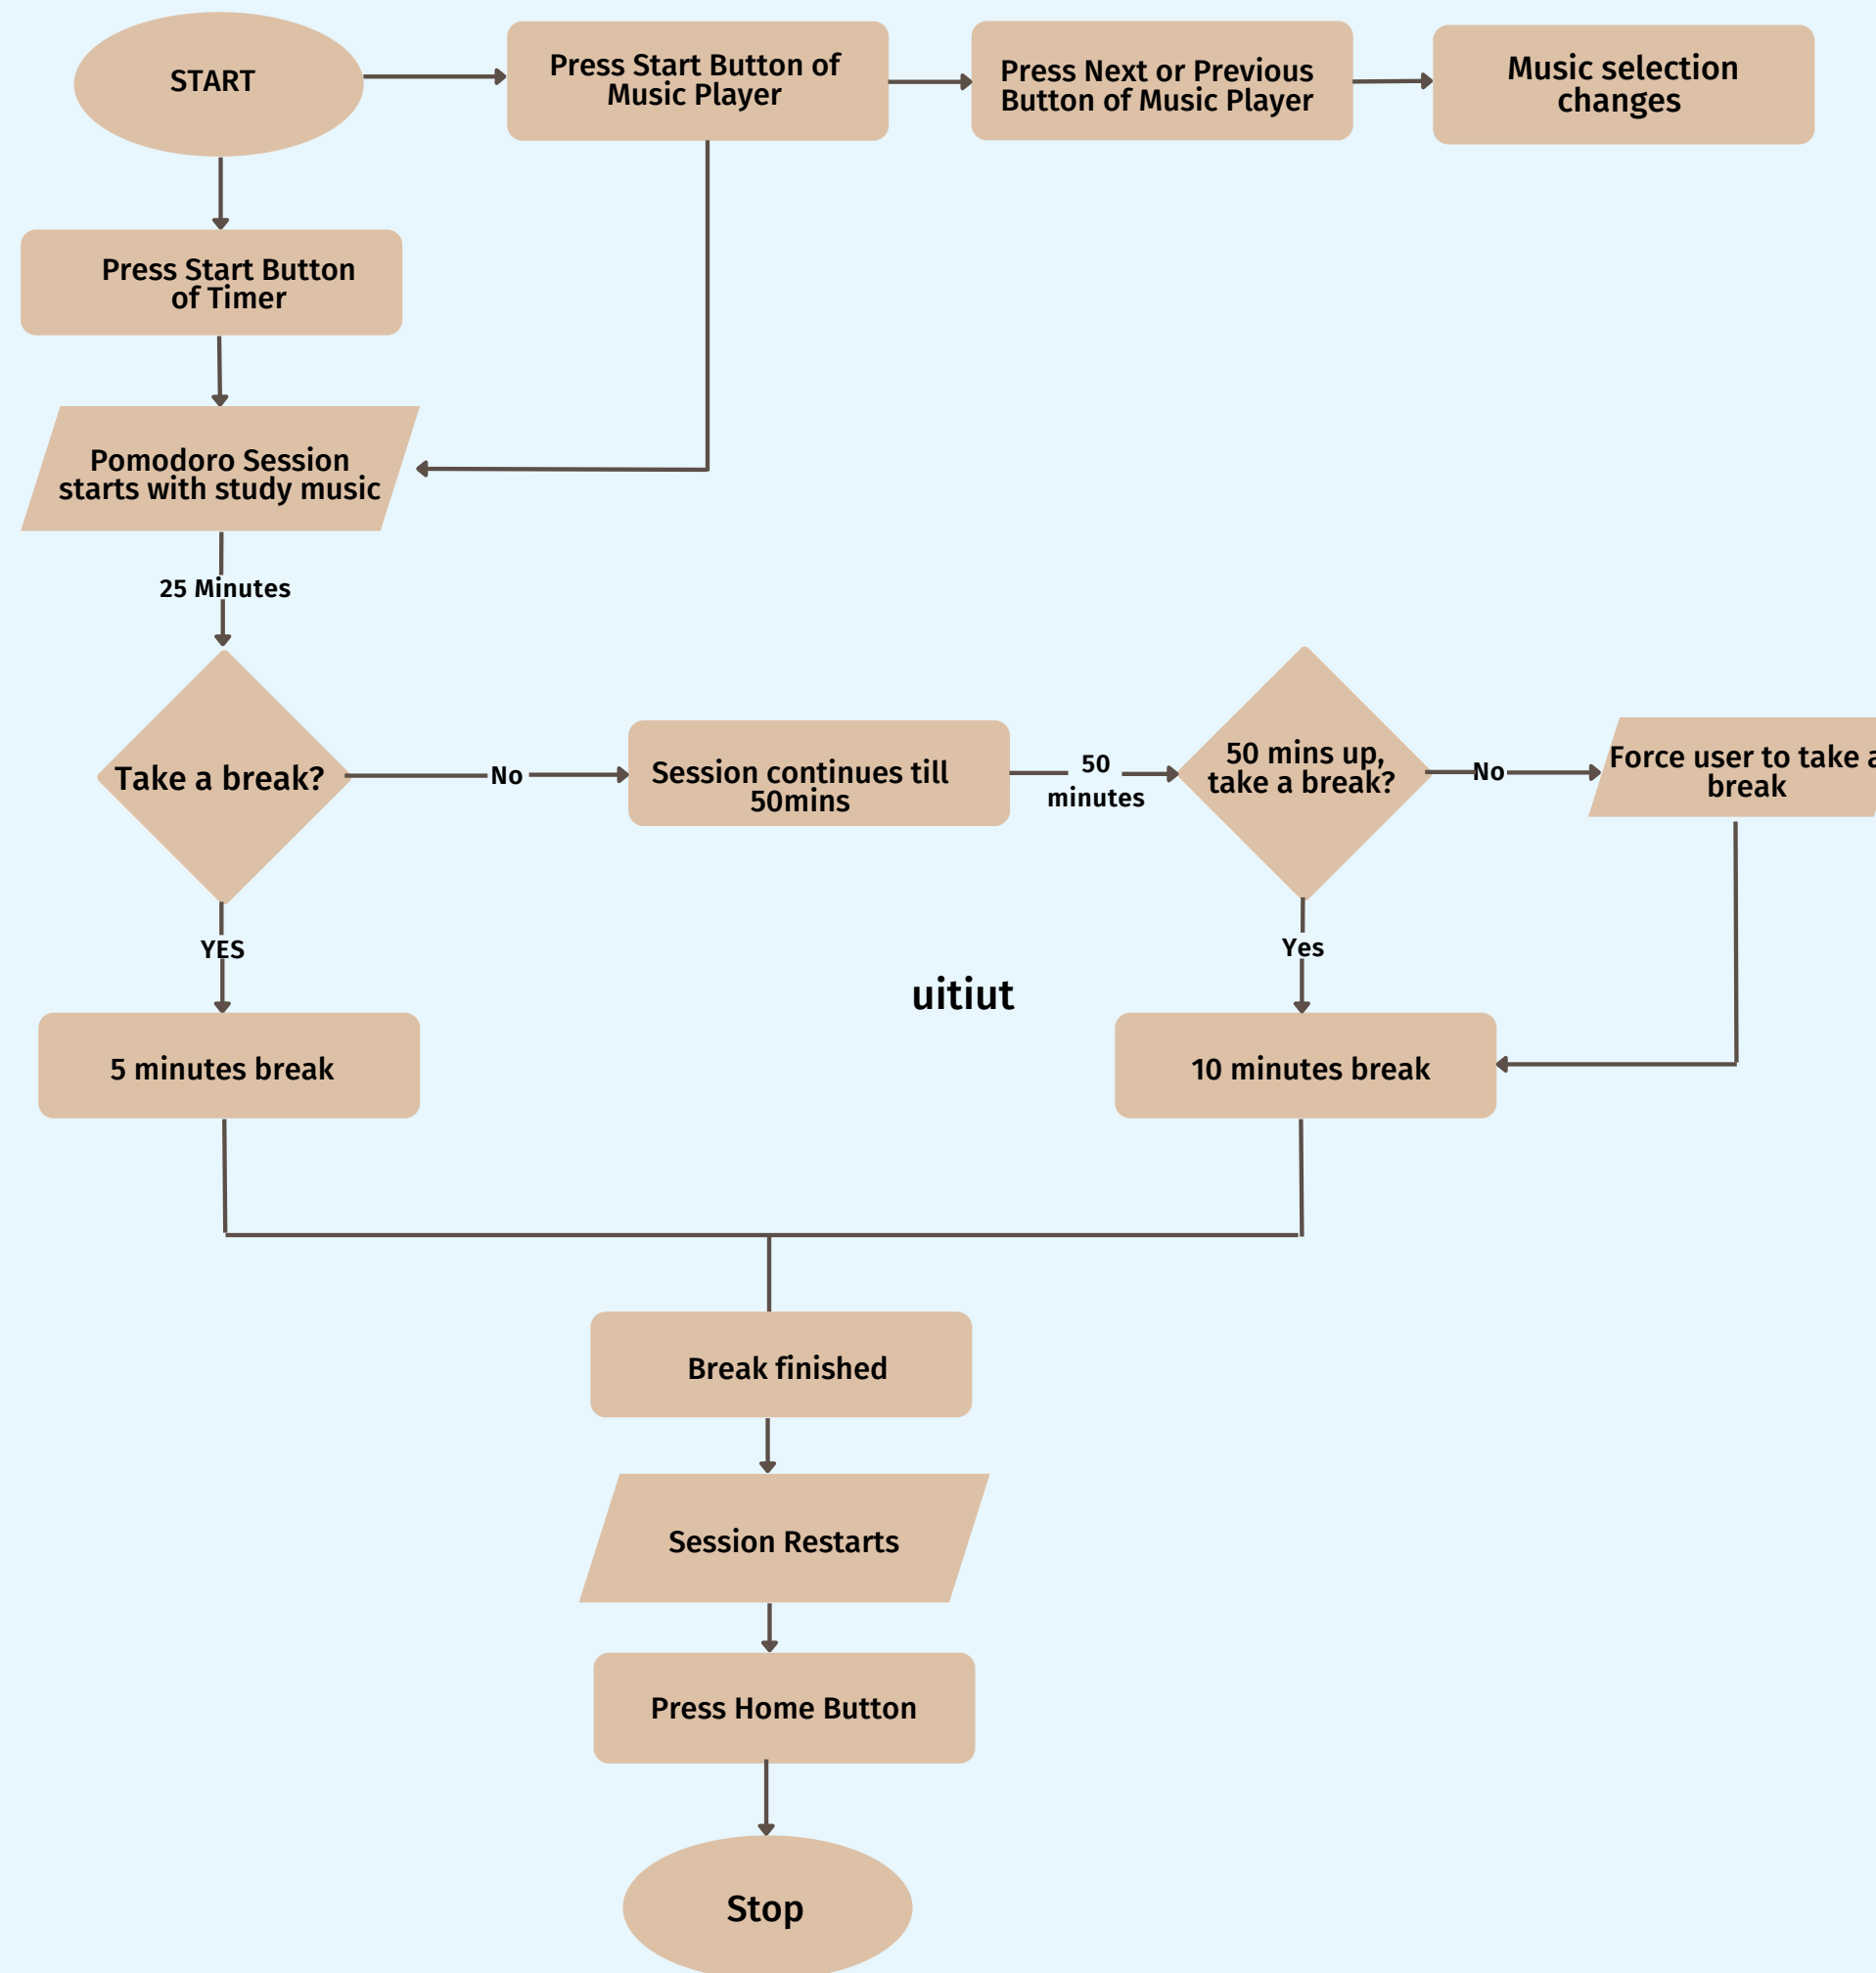 START
Press Start Button of
Music Player
Press Next or Previous
Button of Music Player
Music selection
changes
Press Start Button
of Timer
Pomodoro Session
starts with study music
25 Minutes
Take a break?
No
Session continues till
50mins
50
minutes
50 mins up,
take a break?
No
Force user to take a
break
YES
Yes
uitiut
5 minutes break
10 minutes break
Break finished
Session Restarts
Press Home Button
Stop